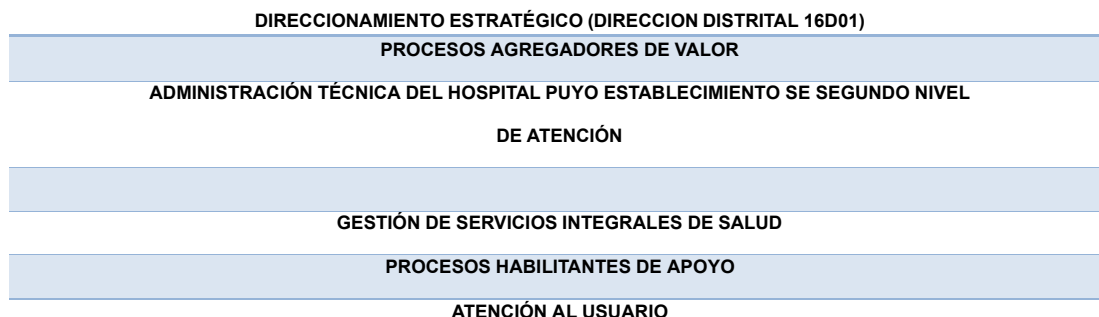 DIRECCIONAMIENTO ESTRATÉGICO (DIRECCION DISTRITAL 16D01)
PROCESOS AGREGADORES DE VALOR
ADMINISTRACIÓN TÉCNICA DEL HOSPITAL PUYO ESTABLECIMIENTO SE SEGUNDO NIVEL
DE ATENCIÓN
GESTIÓN DE SERVICIOS INTEGRALES DE SALUD
PROCESOS HABILITANTES DE APOYO
ATENCIÓN AL USUARIO